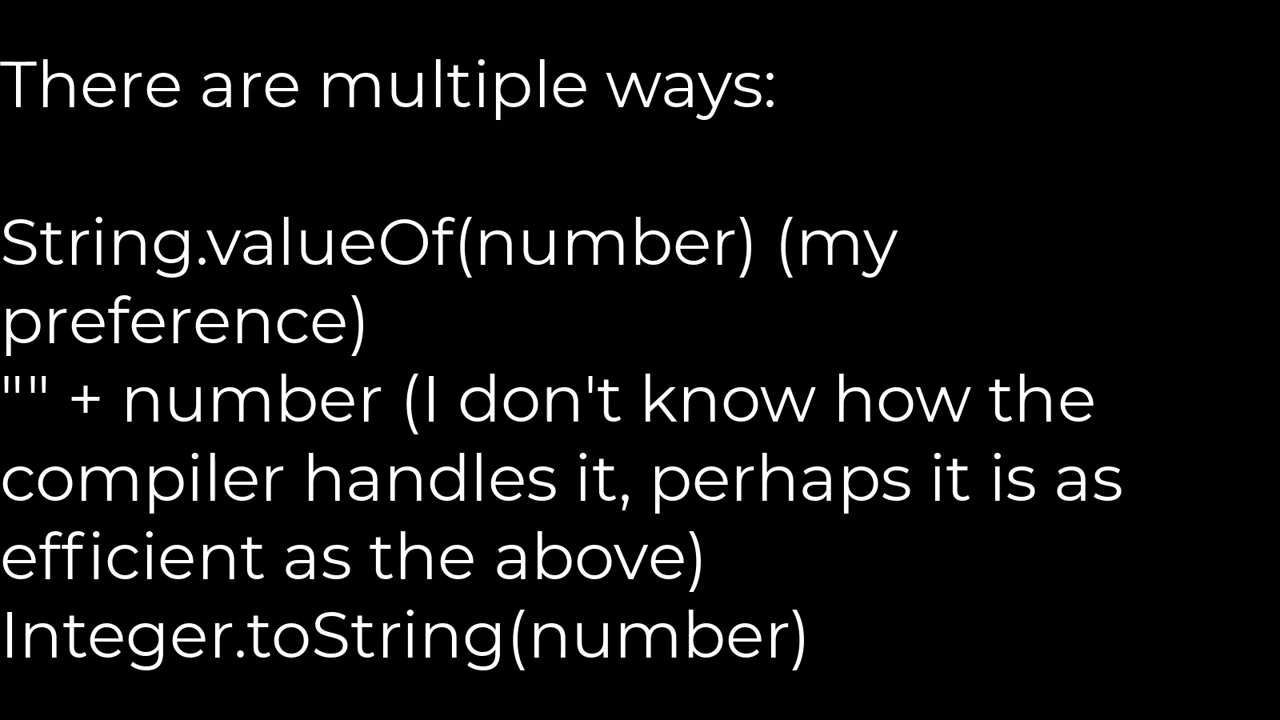 There are multiple ways:
String.valueOf(number) (my
preference)
"" + number (I don't know how the
compiler handles it, perhaps it is as
efficient as the above)
Integer.toString(number)